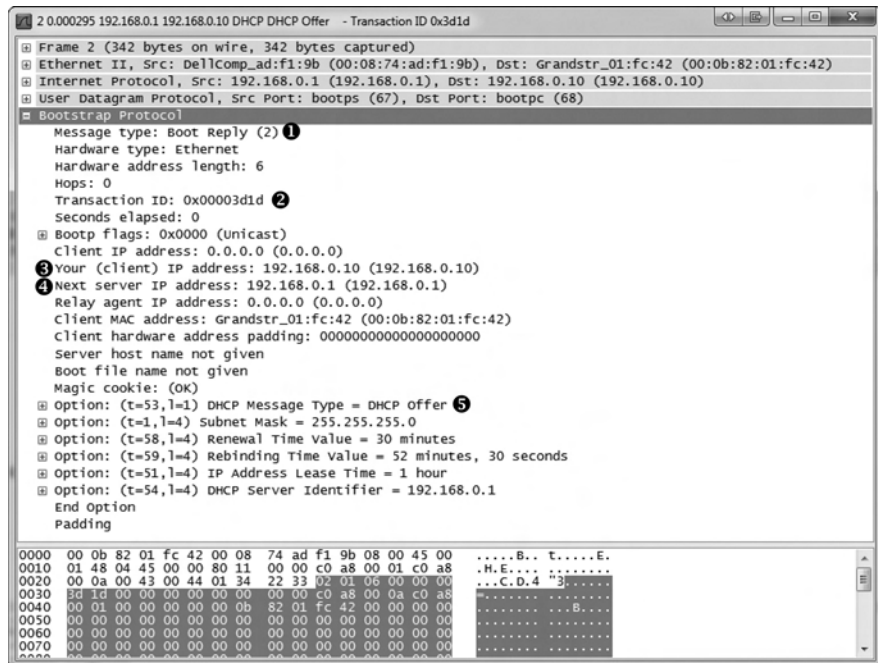 2 0.000295 192.168.0.1 192.168.0.10 DHCP DHCP Offer - Transaction ID 0x3d1d
Frame 2 (342 bytes on wire, 342 bytes captured)
Ethernet II, Src: DellComp_ad:f1:9b (00:08:74:ad:f1:9b), Dst: Grandstr_01:fc:42 (00:0b:82:01:fc:42)
Internet Protocol, Src: 192.168.0.1 (192.168.0.1), Dst: 192.168.0.10 (192.168.0.10)
User Datagram Protocol, Src Port: bootps (67), Dst Port: bootpc (68)
Bootstrap Protocol
Message type: Boot Reply (2) ❶
Hardware type: Ethernet
Hardware address length: 6
Hops: 0
Transaction ID: 0x00003d1d ❷
Seconds elapsed: 0
Bootp flags: 0x0000 (Unicast)
Client IP address: 0.0.0.0 (0.0.0.0)
❸ Your (client) IP address: 192.168.0.10 (192.168.0.10)
❹ Next server IP address: 192.168.0.1 (192.168.0.1)
Relay agent IP address: 0.0.0.0 (0.0.0.0)
Client MAC address: Grandstr_01:fc:42 (00:0b:82:01:fc:42)
Client hardware address padding: 00000000000000000000
Server host name not given
Boot file name not given
Magic cookie: (OK)
Option: (t=53,l=1) DHCP Message Type = DHCP Offer ❺
Option: (t=1,l=4) Subnet Mask = 255.255.255.0
Option: (t=58,l=4) Renewal Time Value = 30 minutes
Option: (t=59,l=4) Rebinding Time Value = 52 minutes, 30 seconds
Option: (t=51,l=4) IP Address Lease Time = 1 hour
Option: (t=54,l=4) DHCP Server Identifier = 192.168.0.1
End Option
Padding
0000 00 0b 82 01 fc 42 00 08 74 ad f1 9b 08 00 45 00 .....B.. t.....E.
0010 01 48 04 45 00 00 80 11 00 00 c0 a8 00 01 c0 a8 .H.E.... ........
0020 00 0a 00 43 00 44 01 34 22 33 02 01 06 00 00 00 ...C.D.4 "3......
0030 3d 1d 00 00 00 00 00 00 00 00 c0 a8 00 0a c0 a8 =....... ........
0040 00 01 00 00 00 00 00 0b 82 01 fc 42 00 00 00 00 ........ ...B....
0050 00 00 00 00 00 00 00 00 00 00 00 00 00 00 00 00 ........ ........
0060 00 00 00 00 00 00 00 00 00 00 00 00 00 00 00 00 ........ ........
0070 00 00 00 00 00 00 00 00 00 00 00 00 00 00 00 00 ........ ........